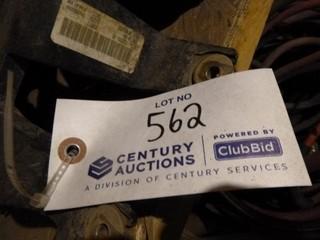 LOT NO
562
CENTURY
AUCTIONS
POWERED BY
ClubBid
A DIVISION OF CENTURY SERVICES